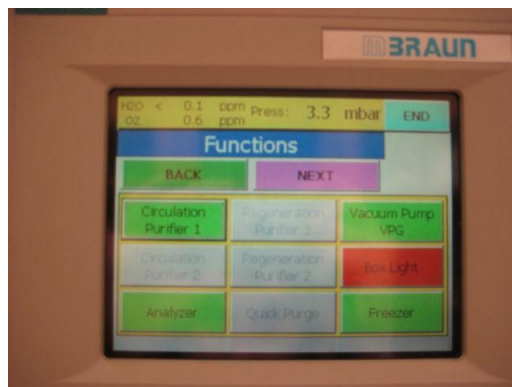 MBRAUN
H2O < 0.1 ppm Press: 3.3 mbar END
O2 0.6 ppm
Functions
BACK NEXT
Circulation Purifier 1
Regeneration Purifier 1
Vacuum Pump VPG
Circulation Purifier 2
Regeneration Purifier 2
Box Light
Analyzer
Quick Purge
Freezer